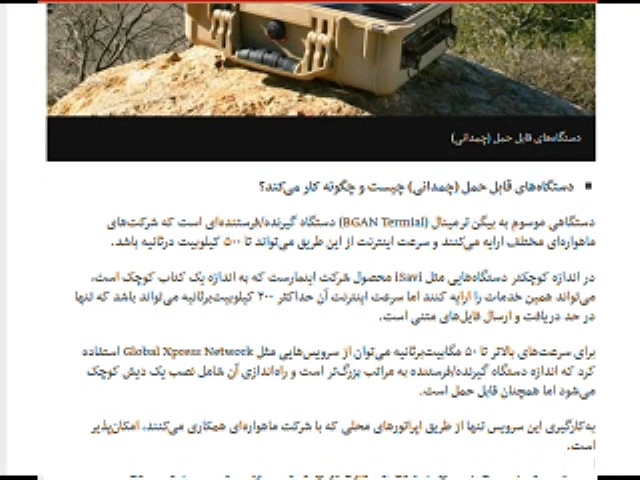 دستگاه‌های قابل حمل (چمدانی)
دستگاه‌های قابل حمل (چمدانی) چیست و چگونه کار می‌کند؟
دستگاهی موسوم به بیگن ترمینال (BGAN Termial) دستگاه گیرنده/فرستنده‌ای است که شرکت‌های
ماهواره‌ای مختلف ارایه می‌کنند و سرعت اینترنت از این طریق می‌تواند تا ۵۰۰ کیلوبیت درثانیه باشد.
در اندازه کوچکتر دستگاه‌هایی مثل iSavi محصول شرکت اینمارست که به اندازه یک کتاب کوچک است،
می‌تواند همین خدمات را ارایه کنند اما سرعت اینترنت آن حداکثر ۲۰۰ کیلوبیت‌برثانیه می‌تواند باشد که تنها
در حد دریافت و ارسال فایل‌های متنی است.
برای سرعت‌های بالاتر تا ۵۰ مگابیت‌برثانیه می‌توان از سرویس‌هایی مثل Global Xpress Network استفاده
کرد که اندازه دستگاه گیرنده/فرستنده به مراتب بزرگ‌تر است و راه‌اندازی آن شامل نصب یک دیش کوچک
می‌شود اما همچنان قابل حمل است.
به‌کارگیری این سرویس تنها از طریق اپراتورهای محلی که با شرکت ماهواره‌ای همکاری می‌کنند، امکان‌پذیر
است.